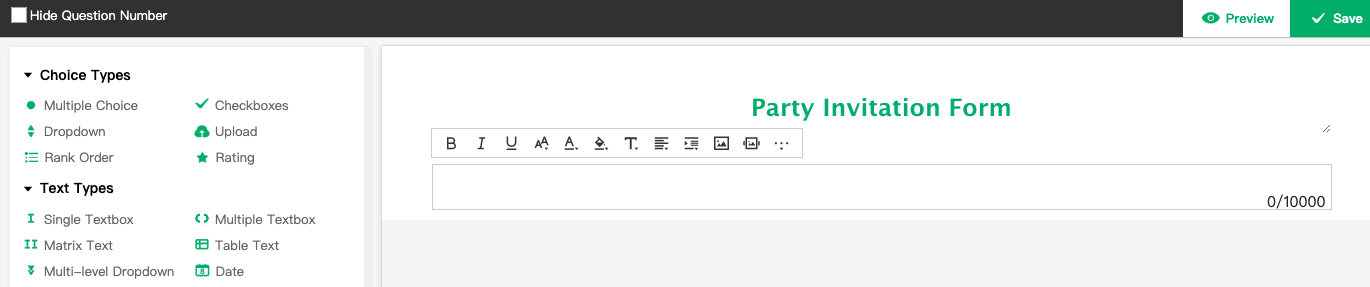 Hide Question Number
Preview
Save
Choice Types
Multiple Choice
Checkboxes
Dropdown
Upload
Rank Order
Rating
Text Types
Single Textbox
Multiple Textbox
Matrix Text
Table Text
Multi-level Dropdown
Date
Party Invitation Form
B I U AA A T
0/10000